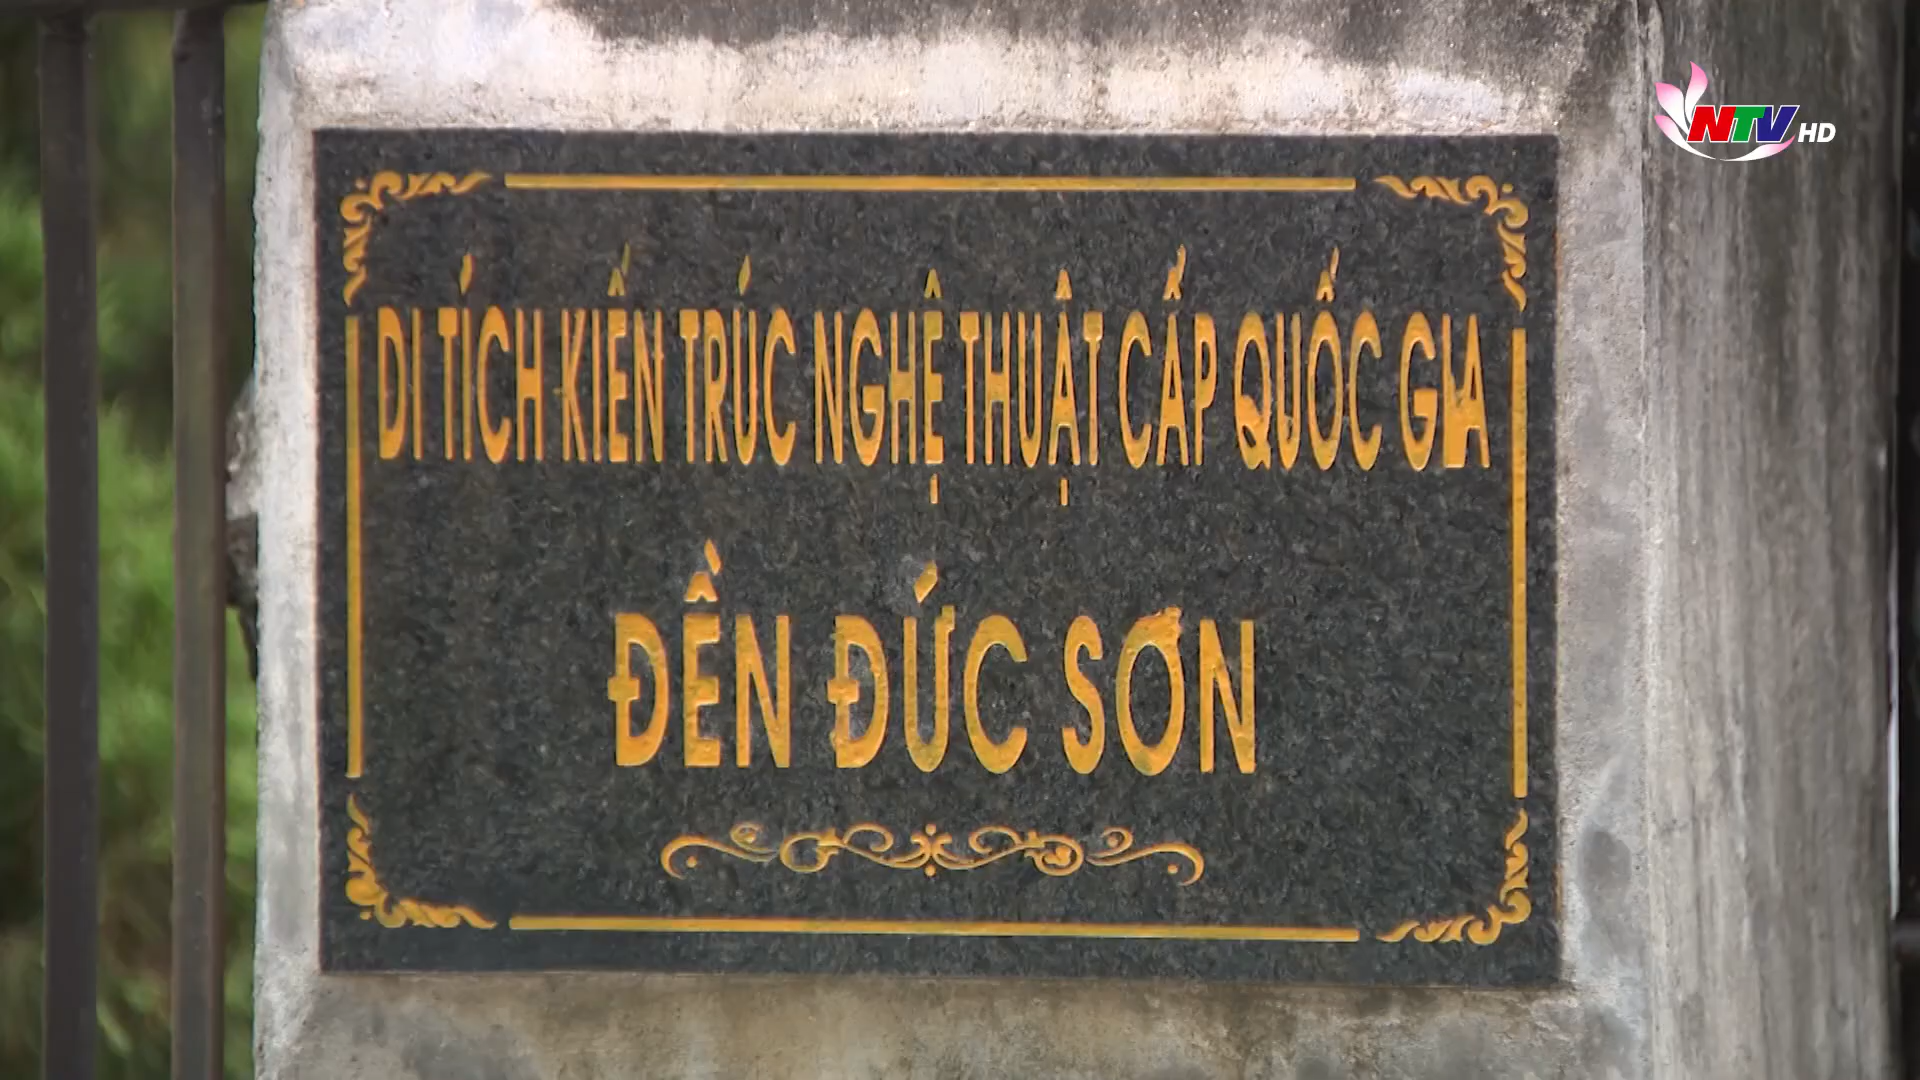 NTV HD
DI TÍCH KIẾN TRÚC NGHỆ THUẬT CẤP QUỐC GIA
ĐỀN ĐỨC SƠN